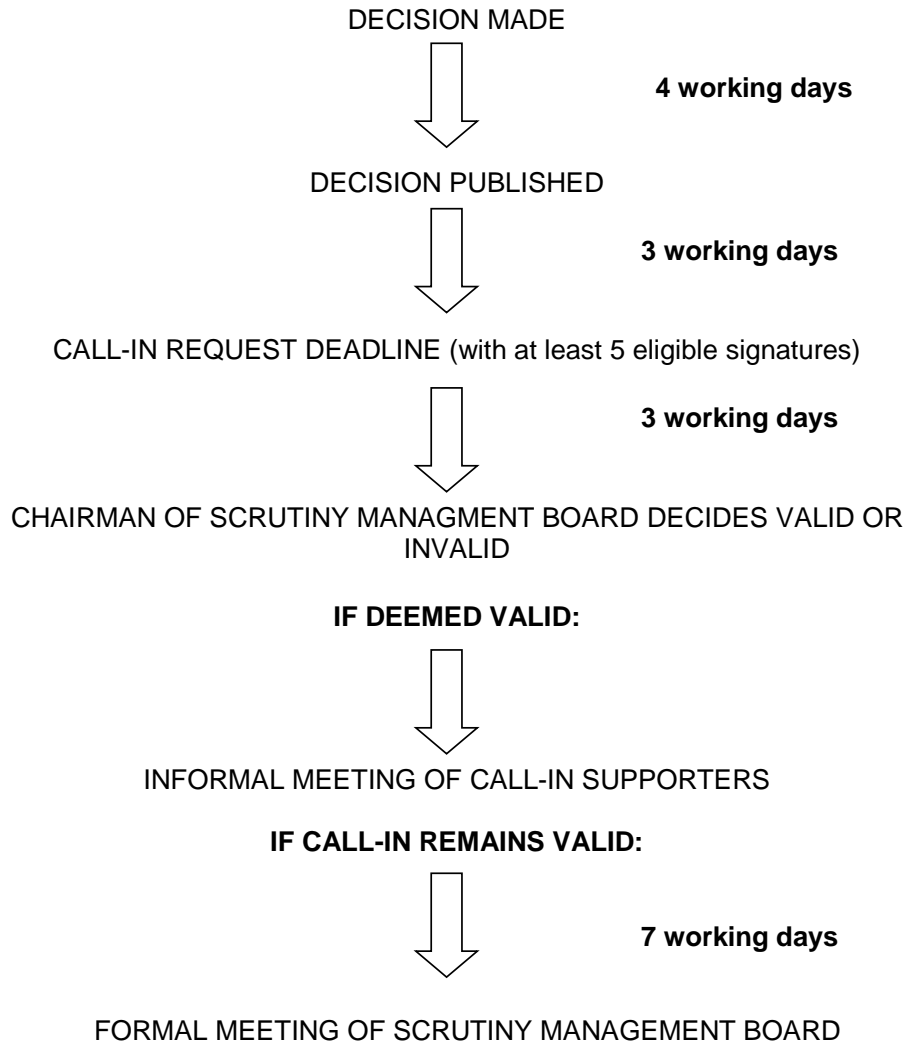 DECISION MADE
4 working days
DECISION PUBLISHED
3 working days
CALL-IN REQUEST DEADLINE (with at least 5 eligible signatures)
3 working days
CHAIRMAN OF SCRUTINY MANAGMENT BOARD DECIDES VALID OR
INVALID
IF DEEMED VALID:
INFORMAL MEETING OF CALL-IN SUPPORTERS
IF CALL-IN REMAINS VALID:
7 working days
FORMAL MEETING OF SCRUTINY MANAGEMENT BOARD